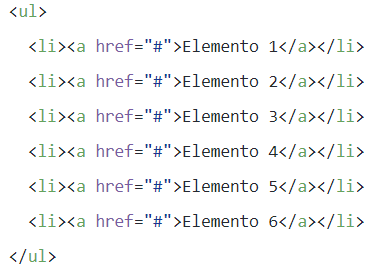 <ul>
<li><a href="#">Elemento 1</a></li>
<li><a href="#">Elemento 2</a></li>
<li><a href="#">Elemento 3</a></li>
<li><a href="#">Elemento 4</a></li>
<li><a href="#">Elemento 5</a></li>
<li><a href="#">Elemento 6</a></li>
</ul>